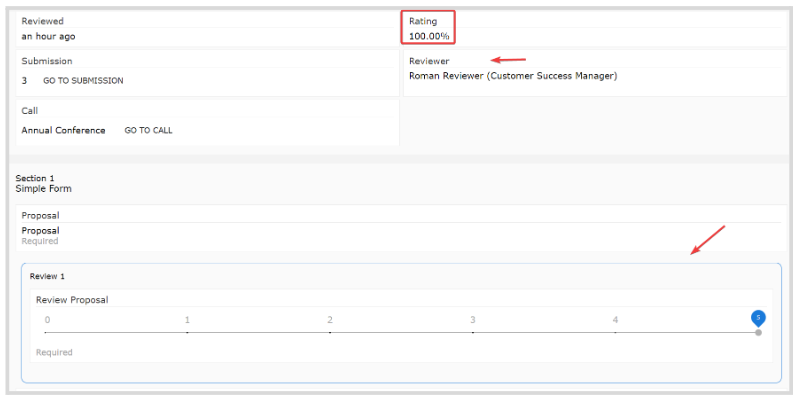 Reviewed
an hour ago
Rating
100.00%
Submission
3 GO TO SUBMISSION
Reviewer
Roman Reviewer (Customer Success Manager)
Call
Annual Conference GO TO CALL
Section 1
Simple Form
Proposal
Proposal
Required
Review 1
Review Proposal
0 1 2 3 4 5
Required